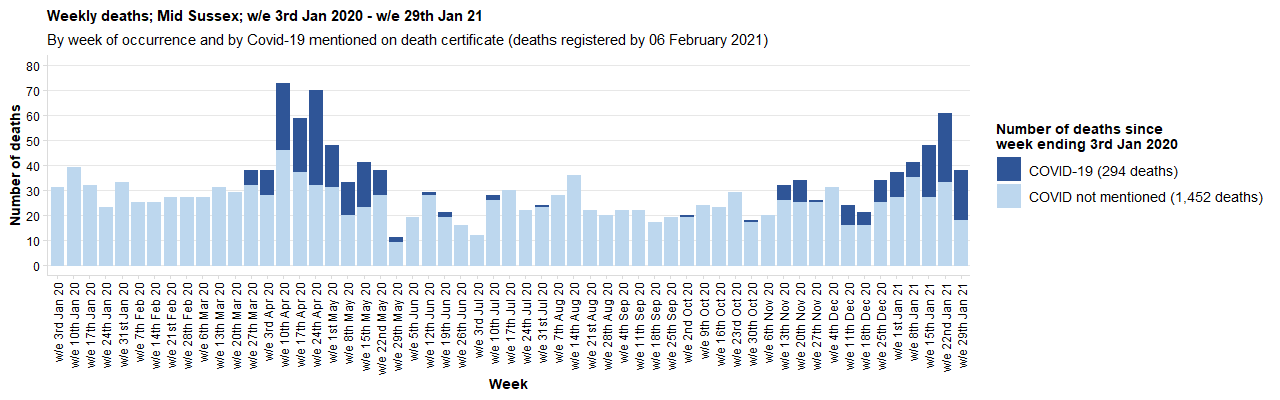 Weekly deaths; Mid Sussex; w/e 3rd Jan 2020 - w/e 29th Jan 21
By week of occurrence and by Covid-19 mentioned on death certificate (deaths registered by 06 February 2021)
Number of deaths
80
70
60
50
40
30
20
10
0
w/e 3rd Jan 20
w/e 10th Jan 20
w/e 17th Jan 20
w/e 24th Jan 20
w/e 31st Jan 20
w/e 7th Feb 20
w/e 14th Feb 20
w/e 21st Feb 20
w/e 28th Feb 20
w/e 6th Mar 20
w/e 13th Mar 20
w/e 20th Mar 20
w/e 27th Mar 20
w/e 3rd Apr 20
w/e 10th Apr 20
w/e 17th Apr 20
w/e 24th Apr 20
w/e 1st May 20
w/e 8th May 20
w/e 15th May 20
w/e 22nd May 20
w/e 29th May 20
w/e 5th Jun 20
w/e 12th Jun 20
w/e 19th Jun 20
w/e 26th Jun 20
w/e 3rd Jul 20
w/e 10th Jul 20
w/e 17th Jul 20
w/e 24th Jul 20
w/e 31st Jul 20
w/e 7th Aug 20
w/e 14th Aug 20
w/e 21st Aug 20
w/e 28th Aug 20
w/e 4th Sep 20
w/e 11th Sep 20
w/e 18th Sep 20
w/e 25th Sep 20
w/e 2nd Oct 20
w/e 9th Oct 20
w/e 16th Oct 20
w/e 23rd Oct 20
w/e 30th Oct 20
w/e 6th Nov 20
w/e 13th Nov 20
w/e 20th Nov 20
w/e 27th Nov 20
w/e 4th Dec 20
w/e 11th Dec 20
w/e 18th Dec 20
w/e 25th Dec 20
w/e 1st Jan 21
w/e 8th Jan 21
w/e 15th Jan 21
w/e 22nd Jan 21
w/e 29th Jan 21
Week
Number of deaths since
week ending 3rd Jan 2020
COVID-19 (294 deaths)
COVID not mentioned (1,452 deaths)